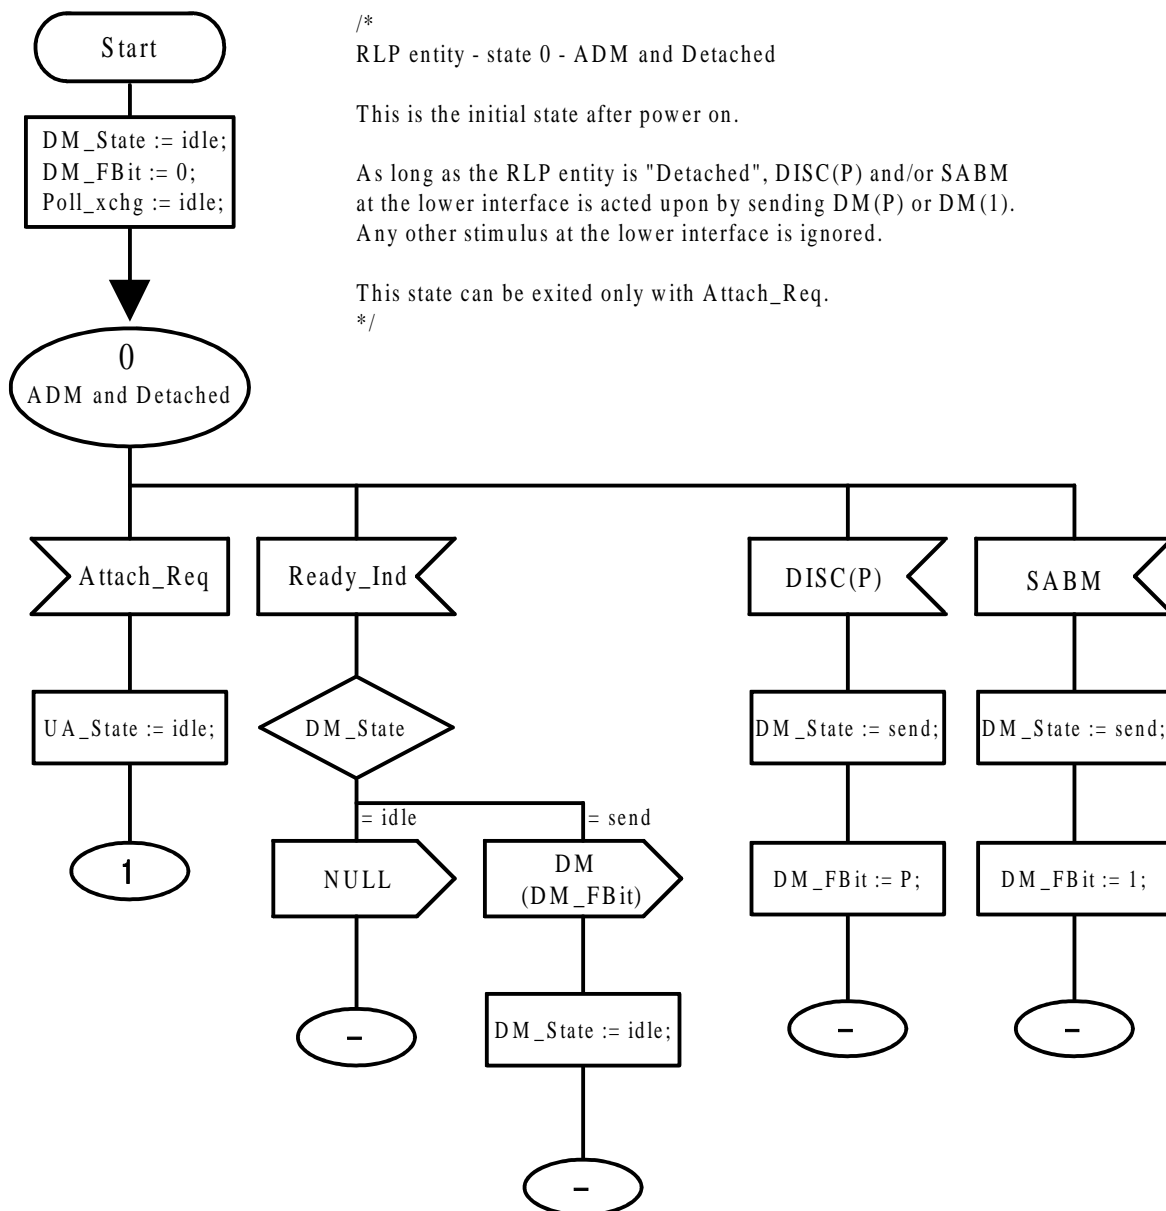 Start
/*
RLP entity - state 0 - ADM and Detached
This is the initial state after power on.
As long as the RLP entity is "Detached", DISC(P) and/or SABM
at the lower interface is acted upon by sending DM(P) or DM(1).
Any other stimulus at the lower interface is ignored.
This state can be exited only with Attach_Req.
*/
DM_State := idle;
DM_FBit := 0;
Poll_xchg := idle;
0
ADM and Detached
Attach_Req
Ready_Ind
DISC(P)
SABM
UA_State := idle;
DM_State
DM_State := send;
DM_State := send;
= idle
= send
1
NULL
DM
(DM_FBit)
DM_FBit := P;
DM_FBit := 1;
–
DM_State := idle;
–
–
–